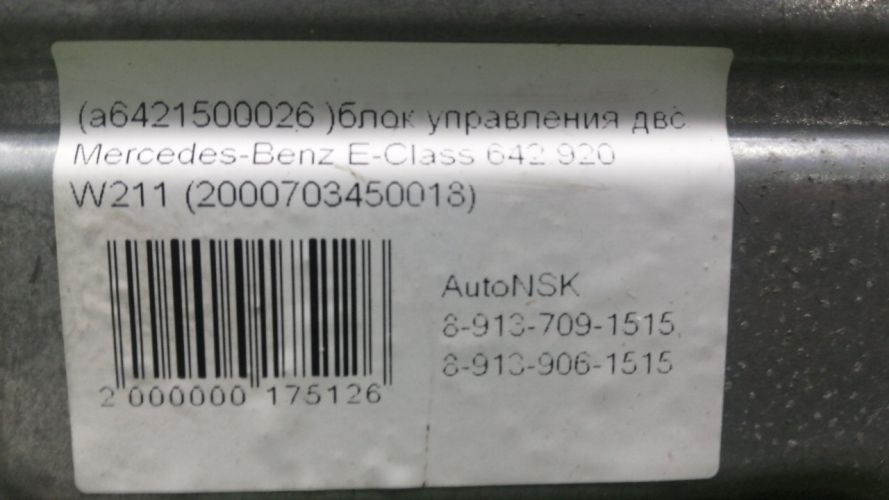 (а6421500026 )блок управления двс
Mercedes-Benz E-Class 642.920
W211 (2000703450018)
AutoNSK
8-913-709-1515,
8-913-906-1515
2 000000 175126